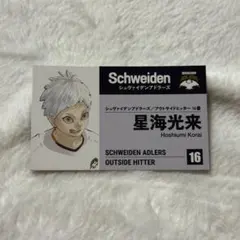 Schweiden
シュヴァイデンアドラーズ
シュヴァイデンアドラーズ/アウトサイドヒッター 16番
星海光来
Hoshiumi Korai
SCHWEIDEN ADLERS
OUTSIDE HITTER
16